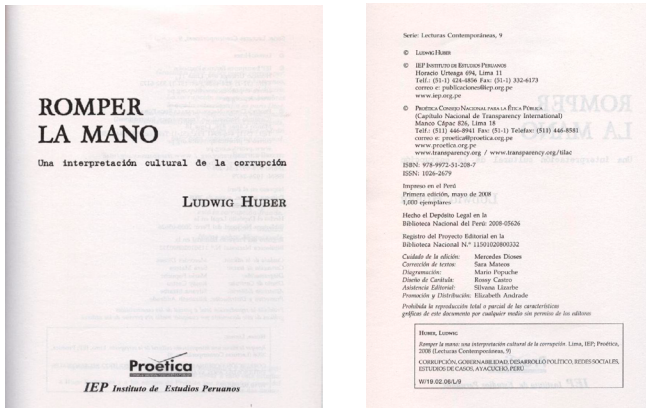 ROMPER
LA MANO
Una interpretación cultural de la corrupción
LUDWIG HUBER
Proética
IEP Instituto de Estudios Peruanos
Serie: Lecturas Contemporáneas, 9
© LUDWIG HUBER
© IEP INSTITUTO DE ESTUDIOS PERUANOS
Horacio Urteaga 694, Lima 11
Telf.: (51-1) 424-4856 Fax: (51-1) 332-6173
correo e: publicaciones@iep.org.pe
www.iep.org.pe
© PROÉTICA CONSEJO NACIONAL PARA LA ÉTICA PÚBLICA
(Capítulo Nacional de Transparency International)
Manco Cápac 826, Lima 18
Telf.: (511) 446-8941 Fax: (51-1) Telefax: (511) 446-8581
correo e: proetica@proetica.org.pe
www.proetica.org.pe
www.transparency.org / www.transparency.org/tilac
ISBN: 978-9972-51-208-7
ISSN: 1026-2679
Impreso en el Perú
Primera edición, mayo de 2008
1,000 ejemplares
Hecho el Depósito Legal en la
Biblioteca Nacional del Perú: 2008-05626
Registro del Proyecto Editorial en la
Biblioteca Nacional N.° 11501020800332
Cuidado de la edición: Mercedes Dioses
Corrección de textos: Sara Mateos
Diagramación: Mario Popuche
Diseño de Carátula: Rossy Castro
Asistencia Editorial: Silvana Lizarbe
Promoción y Distribución: Elizabeth Andrade
Prohibida la reproducción total o parcial de las características
gráficas de este documento por cualquier medio sin permiso de los editores
HUBER, LUDWIG
Romper la mano: una interpretación cultural de la corrupción. Lima, IEP; Proética,
2008 (Lecturas Contemporáneas, 9)
CORRUPCIÓN, GOBERNABILIDAD, DESARROLLO POLÍTICO, REDES SOCIALES,
ESTUDIOS DE CASOS, AYACUCHO, PERÚ
W/19.02.06/L/9